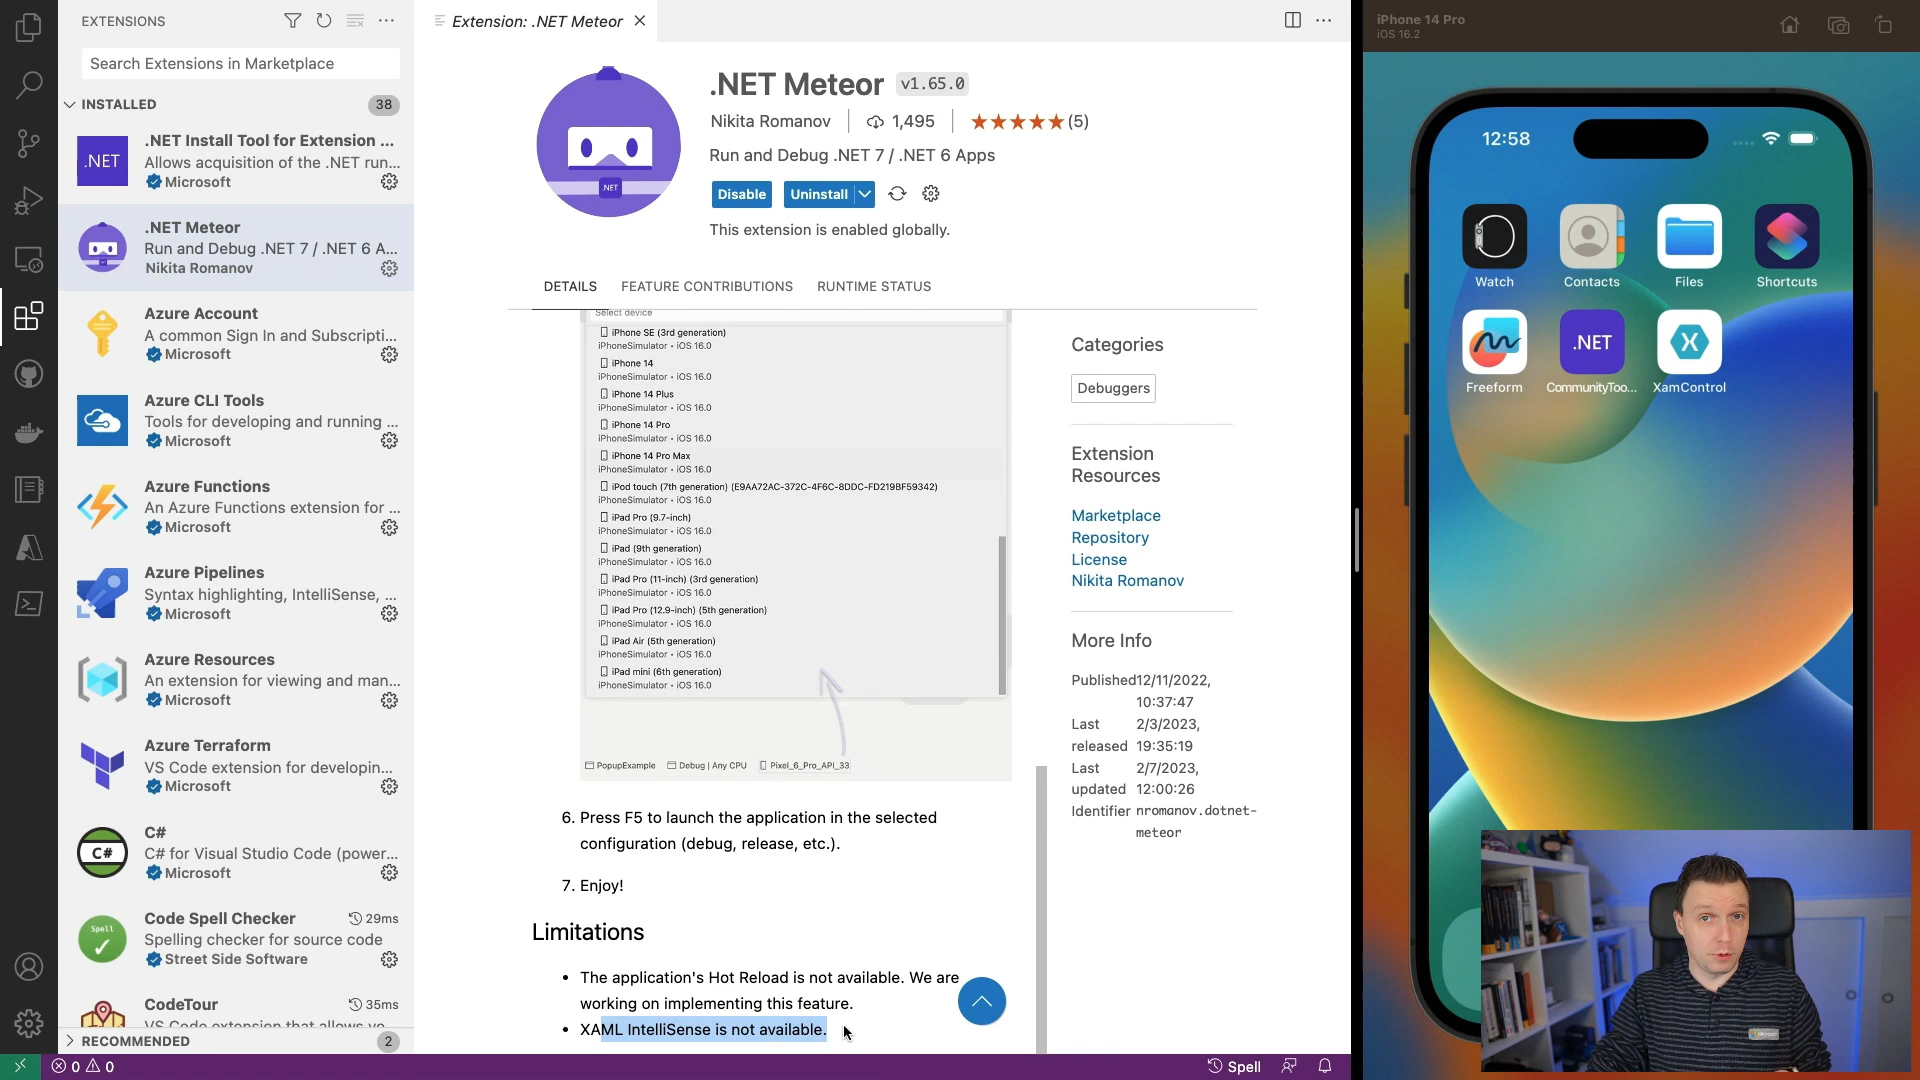 EXTENSIONS
Search Extensions in Marketplace
INSTALLED
38
.NET
.NET Install Tool for Extension ...
Allows acquisition of the .NET run...
Microsoft
.NET Meteor
Run and Debug .NET 7 / .NET 6 A...
Nikita Romanov
Azure Account
A common Sign In and Subscripti...
Microsoft
Azure CLI Tools
Tools for developing and running ...
Microsoft
Azure Functions
An Azure Functions extension for ...
Microsoft
Azure Pipelines
Syntax highlighting, IntelliSense, ...
Microsoft
Azure Resources
An extension for viewing and man...
Microsoft
Azure Terraform
VS Code extension for developin...
Microsoft
C#
C#
C# for Visual Studio Code (power...
Microsoft
Spell
Code Spell Checker
29ms
Spelling checker for source code
Street Side Software
CodeTour
35ms
VS Code extension that allows yo...
RECOMMENDED
2
0 0
Spell
Extension: .NET Meteor
.NET
.NET Meteor
v1.65.0
Nikita Romanov
1,495
(5)
Run and Debug .NET 7 / .NET 6 Apps
Disable
Uninstall
This extension is enabled globally.
DETAILS
FEATURE CONTRIBUTIONS
RUNTIME STATUS
Select device
iPhone SE (3rd generation)
iPhoneSimulator • iOS 16.0
iPhone 14
iPhoneSimulator • iOS 16.0
iPhone 14 Plus
iPhoneSimulator • iOS 16.0
iPhone 14 Pro
iPhoneSimulator • iOS 16.0
iPhone 14 Pro Max
iPhoneSimulator • iOS 16.0
iPod touch (7th generation) (E9AA72AC-372C-4F6C-8DDC-FD219BF59342)
iPhoneSimulator • iOS 16.0
iPad Pro (9.7-inch)
iPhoneSimulator • iOS 16.0
iPad (9th generation)
iPhoneSimulator • iOS 16.0
iPad Pro (11-inch) (3rd generation)
iPhoneSimulator • iOS 16.0
iPad Pro (12.9-inch) (5th generation)
iPhoneSimulator • iOS 16.0
iPad Air (5th generation)
iPhoneSimulator • iOS 16.0
iPad mini (6th generation)
iPhoneSimulator • iOS 16.0
PopupExample
Debug | Any CPU
Pixel_6_Pro_API_33
6. Press F5 to launch the application in the selected
configuration (debug, release, etc.).
7. Enjoy!
Limitations
• The application's Hot Reload is not available. We are
working on implementing this feature.
• XAML IntelliSense is not available.
Categories
Debuggers
Extension
Resources
Marketplace
Repository
License
Nikita Romanov
More Info
Published 12/11/2022,
10:37:47
Last 2/3/2023,
released 19:35:19
Last 2/7/2023,
updated 12:00:26
Identifier nromanov.dotnet-
meteor
iPhone 14 Pro
iOS 16.2
12:58
Watch
Contacts
Files
Shortcuts
.NET
Freeform
CommunityToo...
XamControl